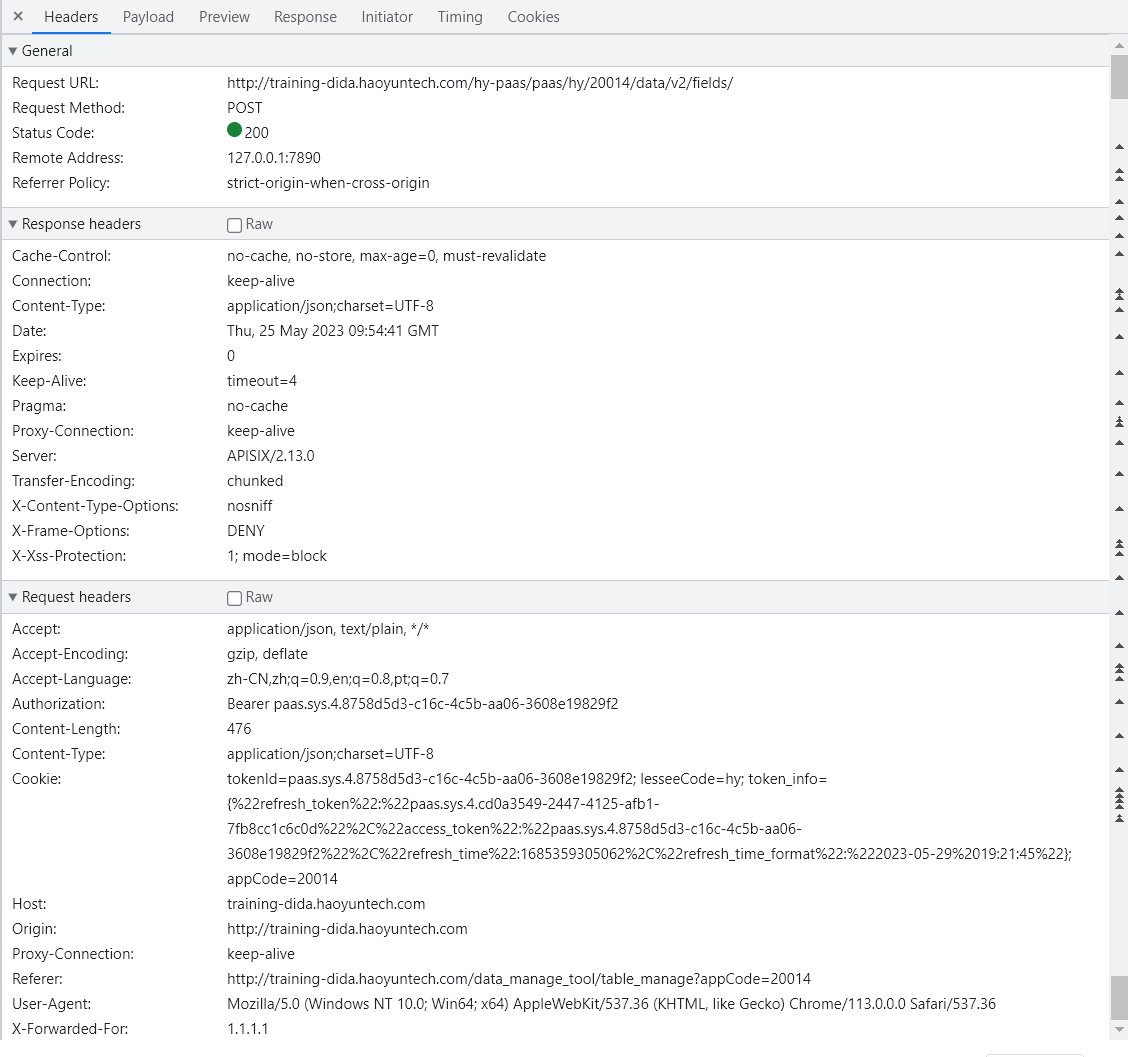 ✕ Headers Payload Preview Response Initiator Timing Cookies
▼ General
Request URL: http://training-dida.haoyuntech.com/hy-paas/paas/hy/20014/data/v2/fields/
Request Method: POST
Status Code: 200
Remote Address: 127.0.0.1:7890
Referrer Policy: strict-origin-when-cross-origin
▼ Response headers Raw
Cache-Control: no-cache, no-store, max-age=0, must-revalidate
Connection: keep-alive
Content-Type: application/json;charset=UTF-8
Date: Thu, 25 May 2023 09:54:41 GMT
Expires: 0
Keep-Alive: timeout=4
Pragma: no-cache
Proxy-Connection: keep-alive
Server: APISIX/2.13.0
Transfer-Encoding: chunked
X-Content-Type-Options: nosniff
X-Frame-Options: DENY
X-Xss-Protection: 1; mode=block
▼ Request headers Raw
Accept: application/json, text/plain, */*
Accept-Encoding: gzip, deflate
Accept-Language: zh-CN,zh;q=0.9,en;q=0.8,pt;q=0.7
Authorization: Bearer paas.sys.4.8758d5d3-c16c-4c5b-aa06-3608e19829f2
Content-Length: 476
Content-Type: application/json;charset=UTF-8
Cookie: tokenId=paas.sys.4.8758d5d3-c16c-4c5b-aa06-3608e19829f2; lesseeCode=hy; token_info=
{%22refresh_token%22:%22paas.sys.4.cd0a3549-2447-4125-afb1-
7fb8cc1c6c0d%22%2C%22access_token%22:%22paas.sys.4.8758d5d3-c16c-4c5b-aa06-
3608e19829f2%22%2C%22refresh_time%22:1685359305062%2C%22refresh_time_format%22:%222023-05-29%2019:21:45%22};
appCode=20014
Host: training-dida.haoyuntech.com
Origin: http://training-dida.haoyuntech.com
Proxy-Connection: keep-alive
Referer: http://training-dida.haoyuntech.com/data_manage_tool/table_manage?appCode=20014
User-Agent: Mozilla/5.0 (Windows NT 10.0; Win64; x64) AppleWebKit/537.36 (KHTML, like Gecko) Chrome/113.0.0.0 Safari/537.36
X-Forwarded-For: 1.1.1.1